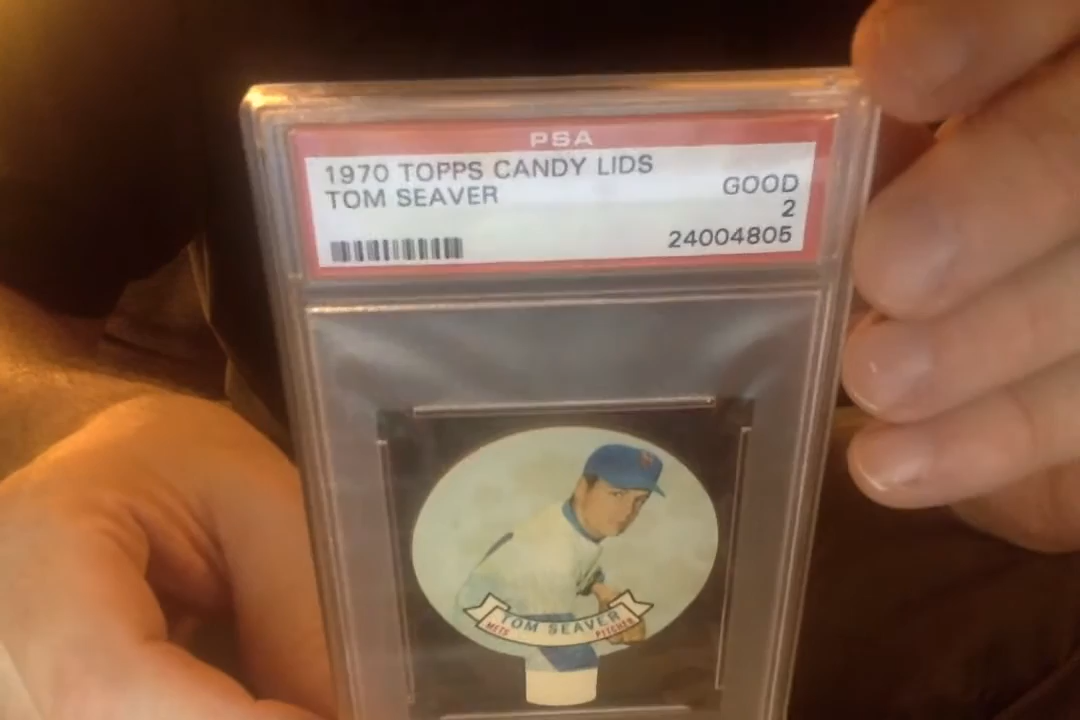 PSA
1970 TOPPS CANDY LIDS
TOM SEAVER
GOOD
2
24004805
TOM SEAVER
METS PITCHER